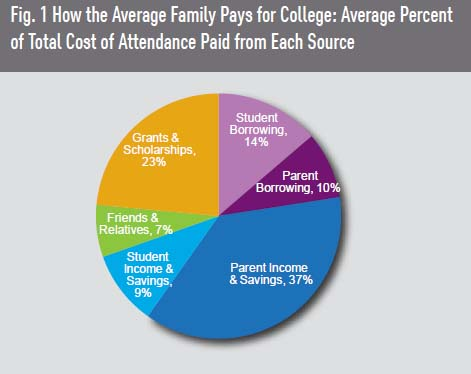 Fig. 1 How the Average Family Pays for College: Average Percent
of Total Cost of Attendance Paid from Each Source
Student
Borrowing,
14%
Parent
Borrowing, 10%
Parent Income
& Savings, 37%
Student
Income &
Savings,
9%
Friends &
Relatives, 7%
Grants &
Scholarships,
23%